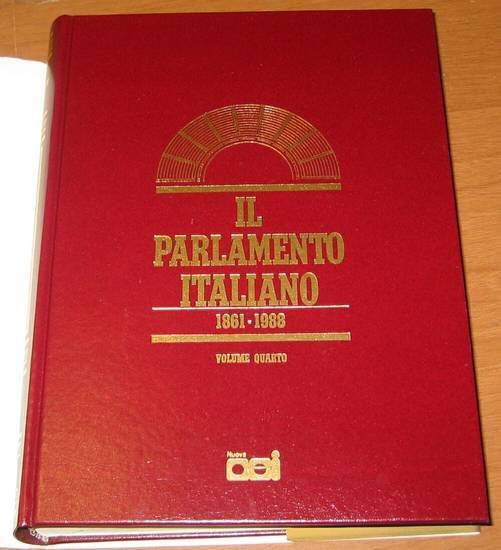 IL
PARLAMENTO
ITALIANO
1861·1988
VOLUME QUARTO
Nuova
CEI